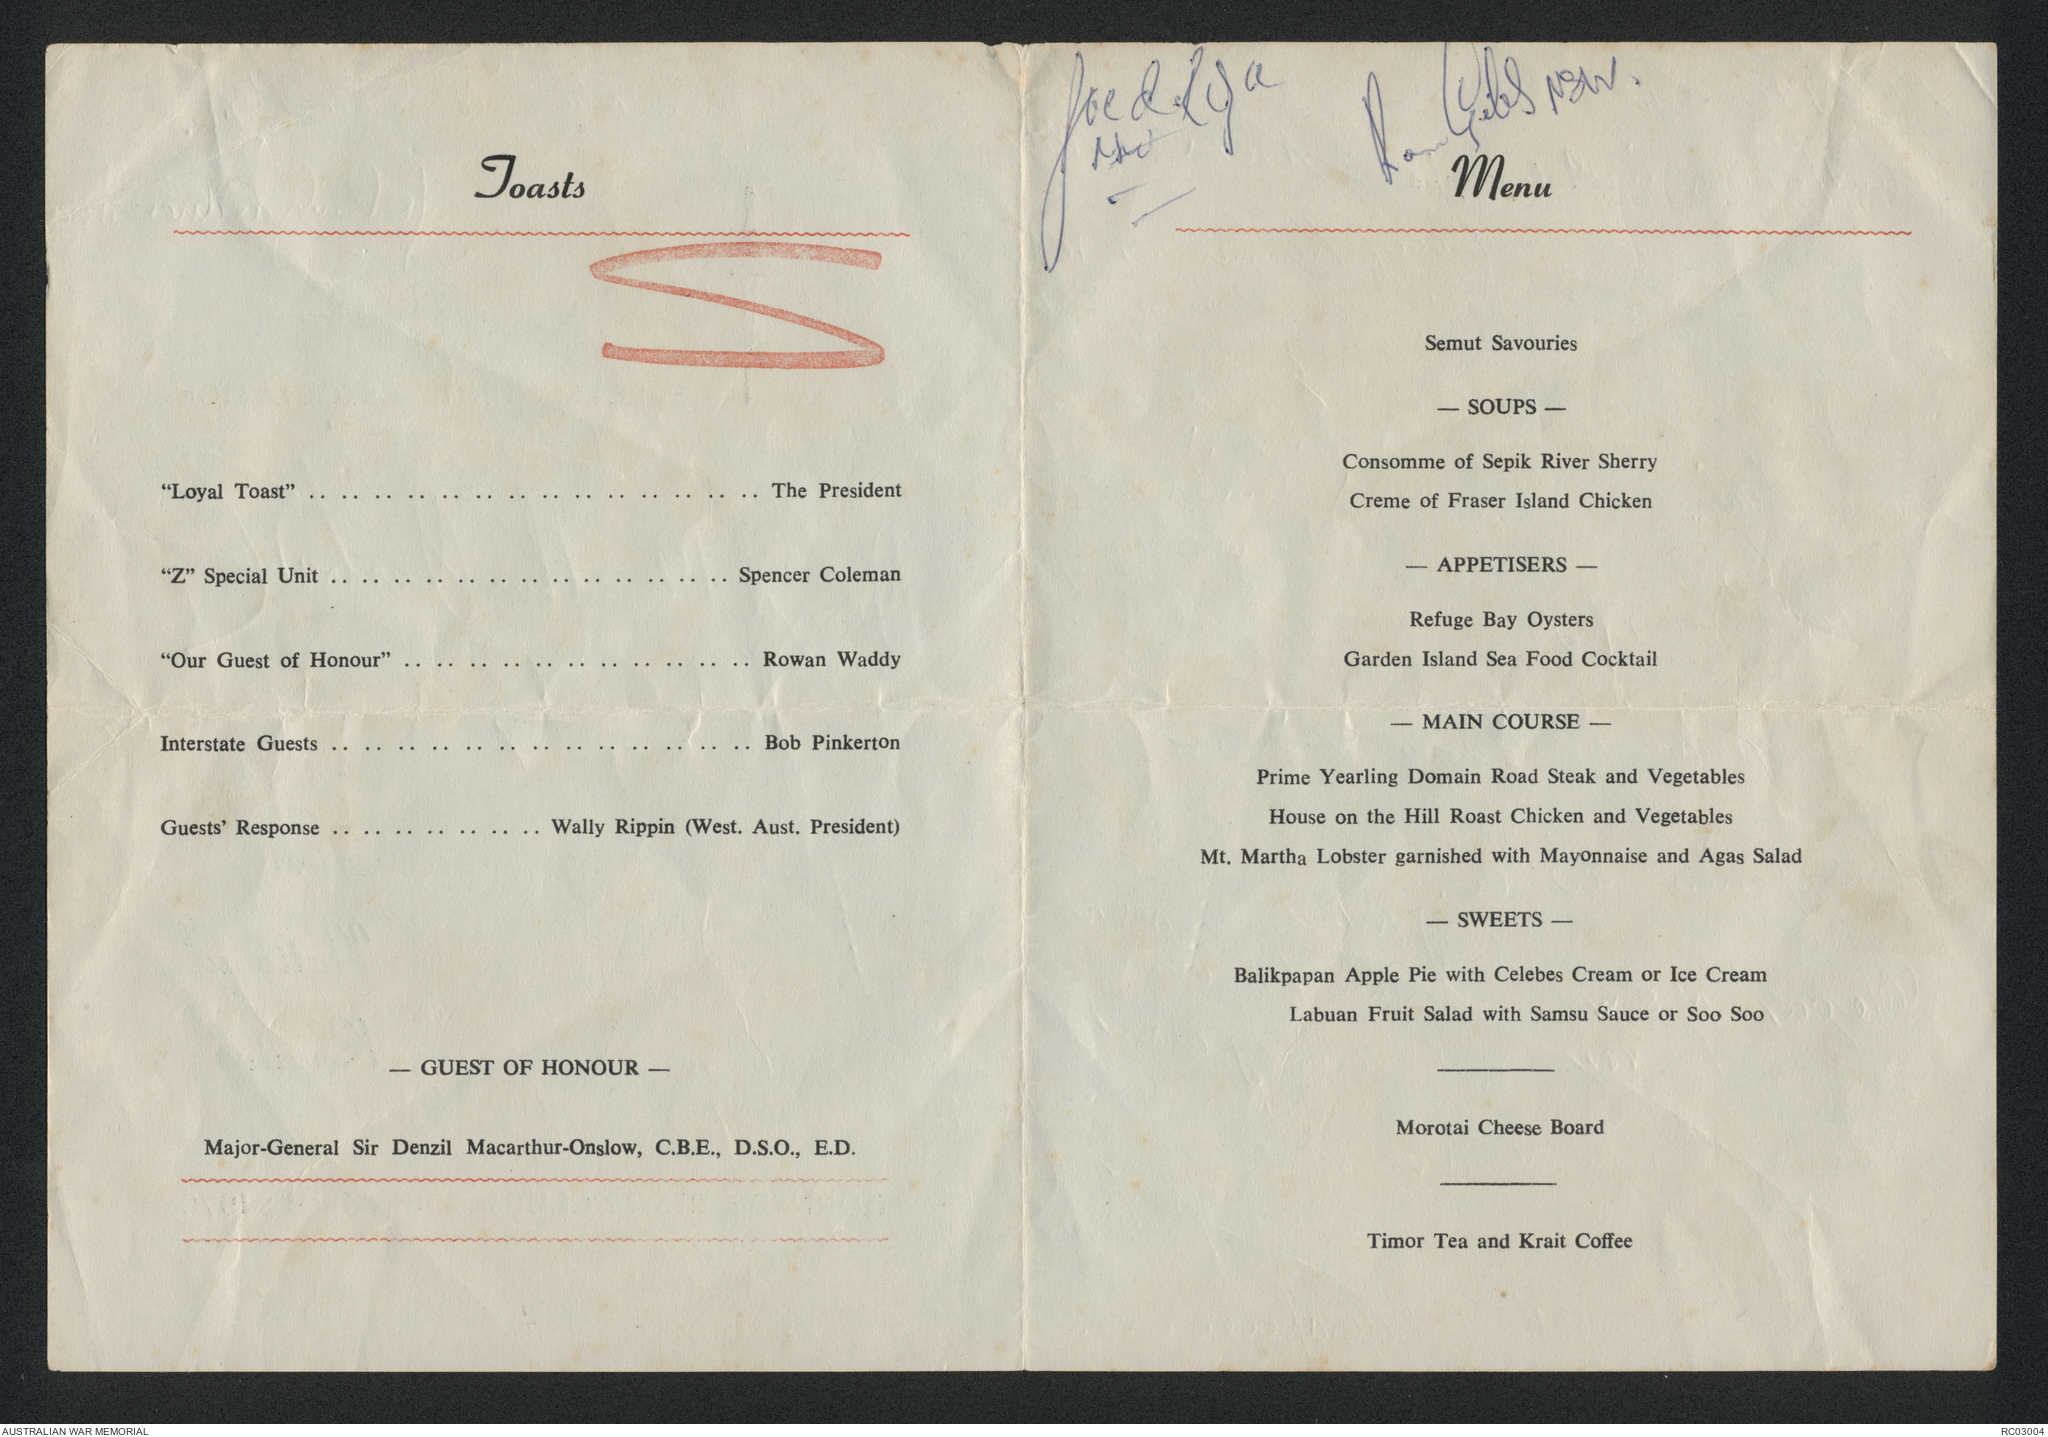 Toasts
"Loyal Toast" .. .. .. .. .. .. .. .. .. .. .. .. .. .. The President
"Z" Special Unit .. .. .. .. .. .. .. .. .. .. .. .. Spencer Coleman
"Our Guest of Honour" .. .. .. .. .. .. .. .. .. .. .. Rowan Waddy
Interstate Guests .. .. .. .. .. .. .. .. .. .. .. .. .. Bob Pinkerton
Guests' Response .. .. .. .. .. .. .. Wally Rippin (West. Aust. President)
— GUEST OF HONOUR —
Major-General Sir Denzil Macarthur-Onslow, C.B.E., D.S.O., E.D.
NSW.
Menu
Semut Savouries
— SOUPS —
Consomme of Sepik River Sherry
Creme of Fraser Island Chicken
— APPETISERS —
Refuge Bay Oysters
Garden Island Sea Food Cocktail
— MAIN COURSE —
Prime Yearling Domain Road Steak and Vegetables
House on the Hill Roast Chicken and Vegetables
Mt. Martha Lobster garnished with Mayonnaise and Agas Salad
— SWEETS —
Balikpapan Apple Pie with Celebes Cream or Ice Cream
Labuan Fruit Salad with Samsu Sauce or Soo Soo
Morotai Cheese Board
Timor Tea and Krait Coffee
AUSTRALIAN WAR MEMORIAL
RC03004